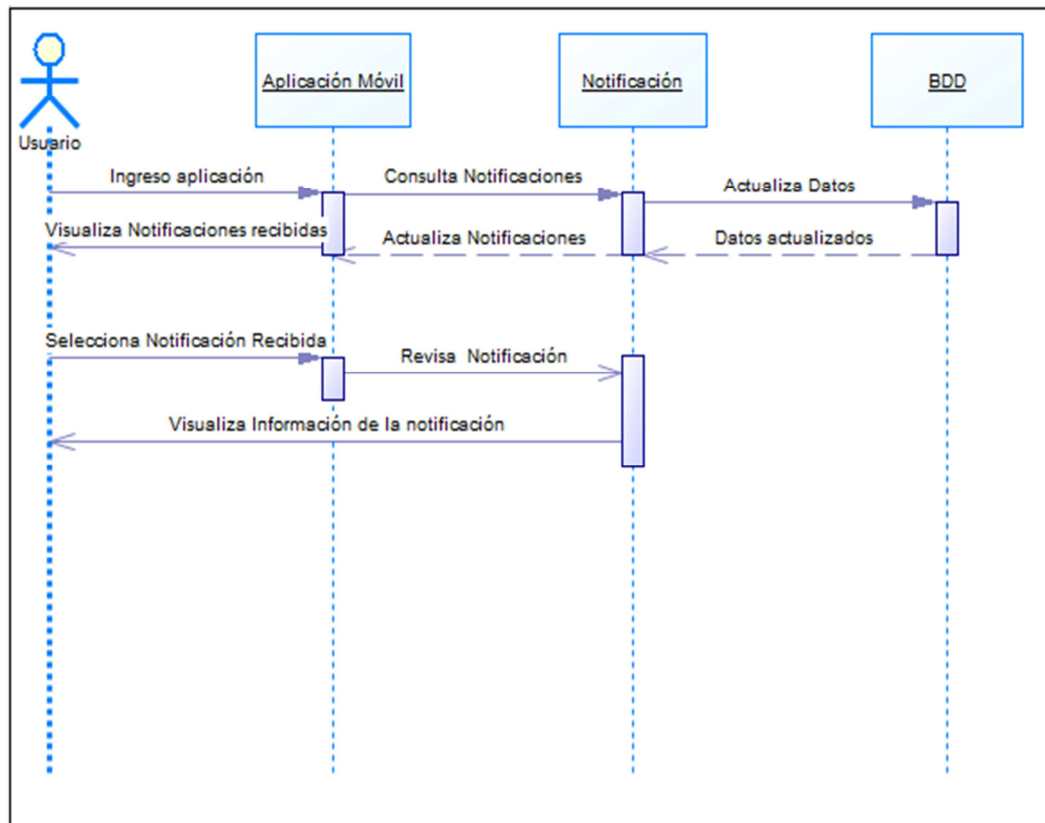 Usuario
Aplicación Móvil
Notificación
BDD
Ingreso aplicación
Consulta Notificaciones
Actualiza Datos
Visualiza Notificaciones recibidas
Actualiza Notificaciones
Datos actualizados
Selecciona Notificación Recibida
Revisa Notificación
Visualiza Información de la notificación